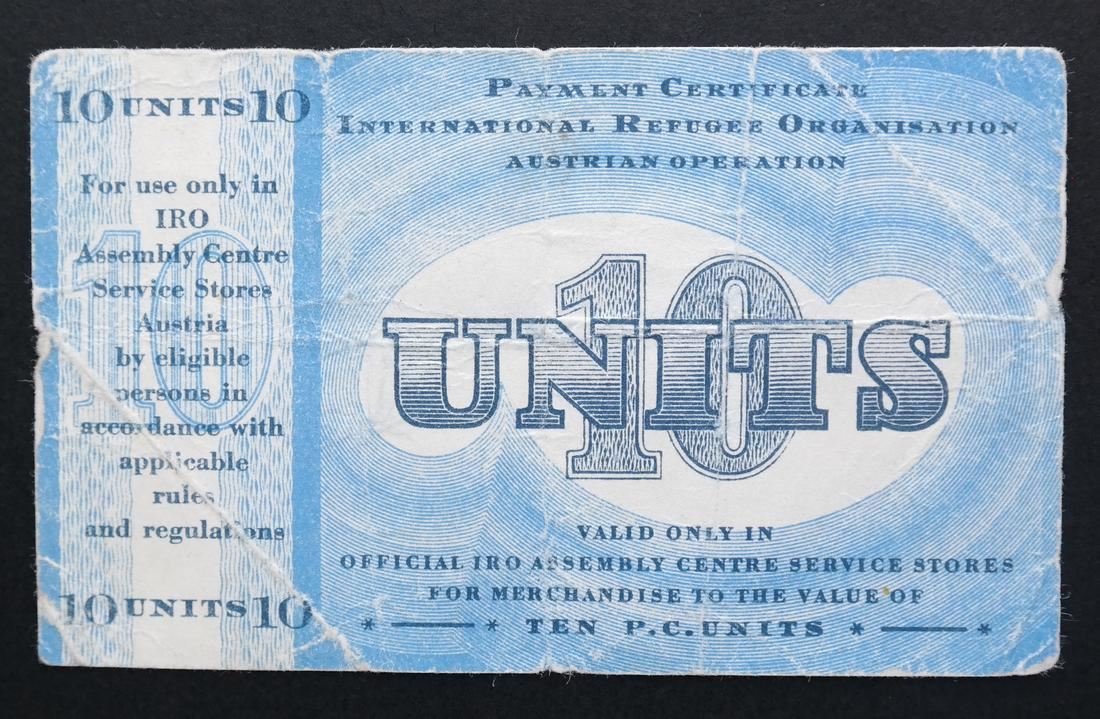 10 UNITS 10
For use only in
IRO
Assembly Centre
Service Stores
Austria
by eligible
persons in
accordance with
applicable
rules
and regulations
10 UNITS 10
10
PAYMENT CERTIFICATE
INTERNATIONAL REFUGEE ORGANISATION
AUSTRIAN OPERATION
10
UNITS
VALID ONLY IN
OFFICIAL IRO ASSEMBLY CENTRE SERVICE STORES
FOR MERCHANDISE TO THE VALUE OF
* — * TEN P.C.UNITS * — *